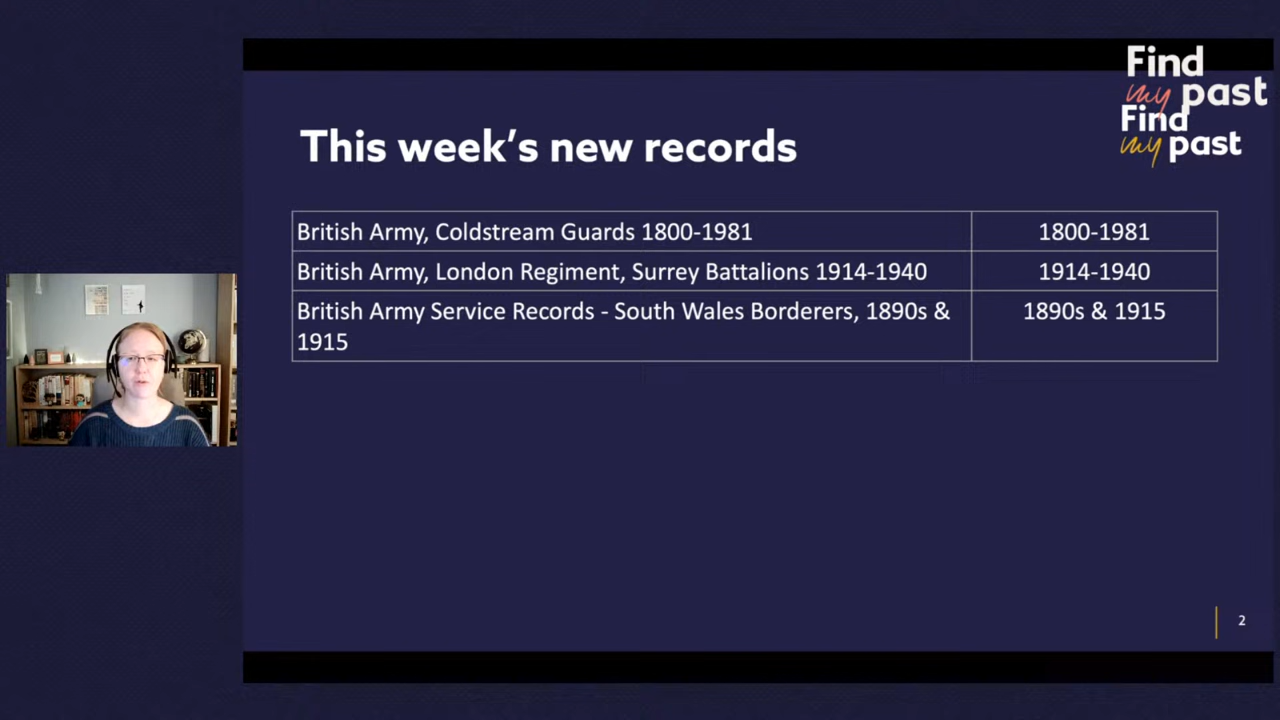 Find
my past
Find
my past
This week's new records
British Army, Coldstream Guards 1800-1981 1800-1981
British Army, London Regiment, Surrey Battalions 1914-1940 1914-1940
British Army Service Records - South Wales Borderers, 1890s & 1890s & 1915
1915
2